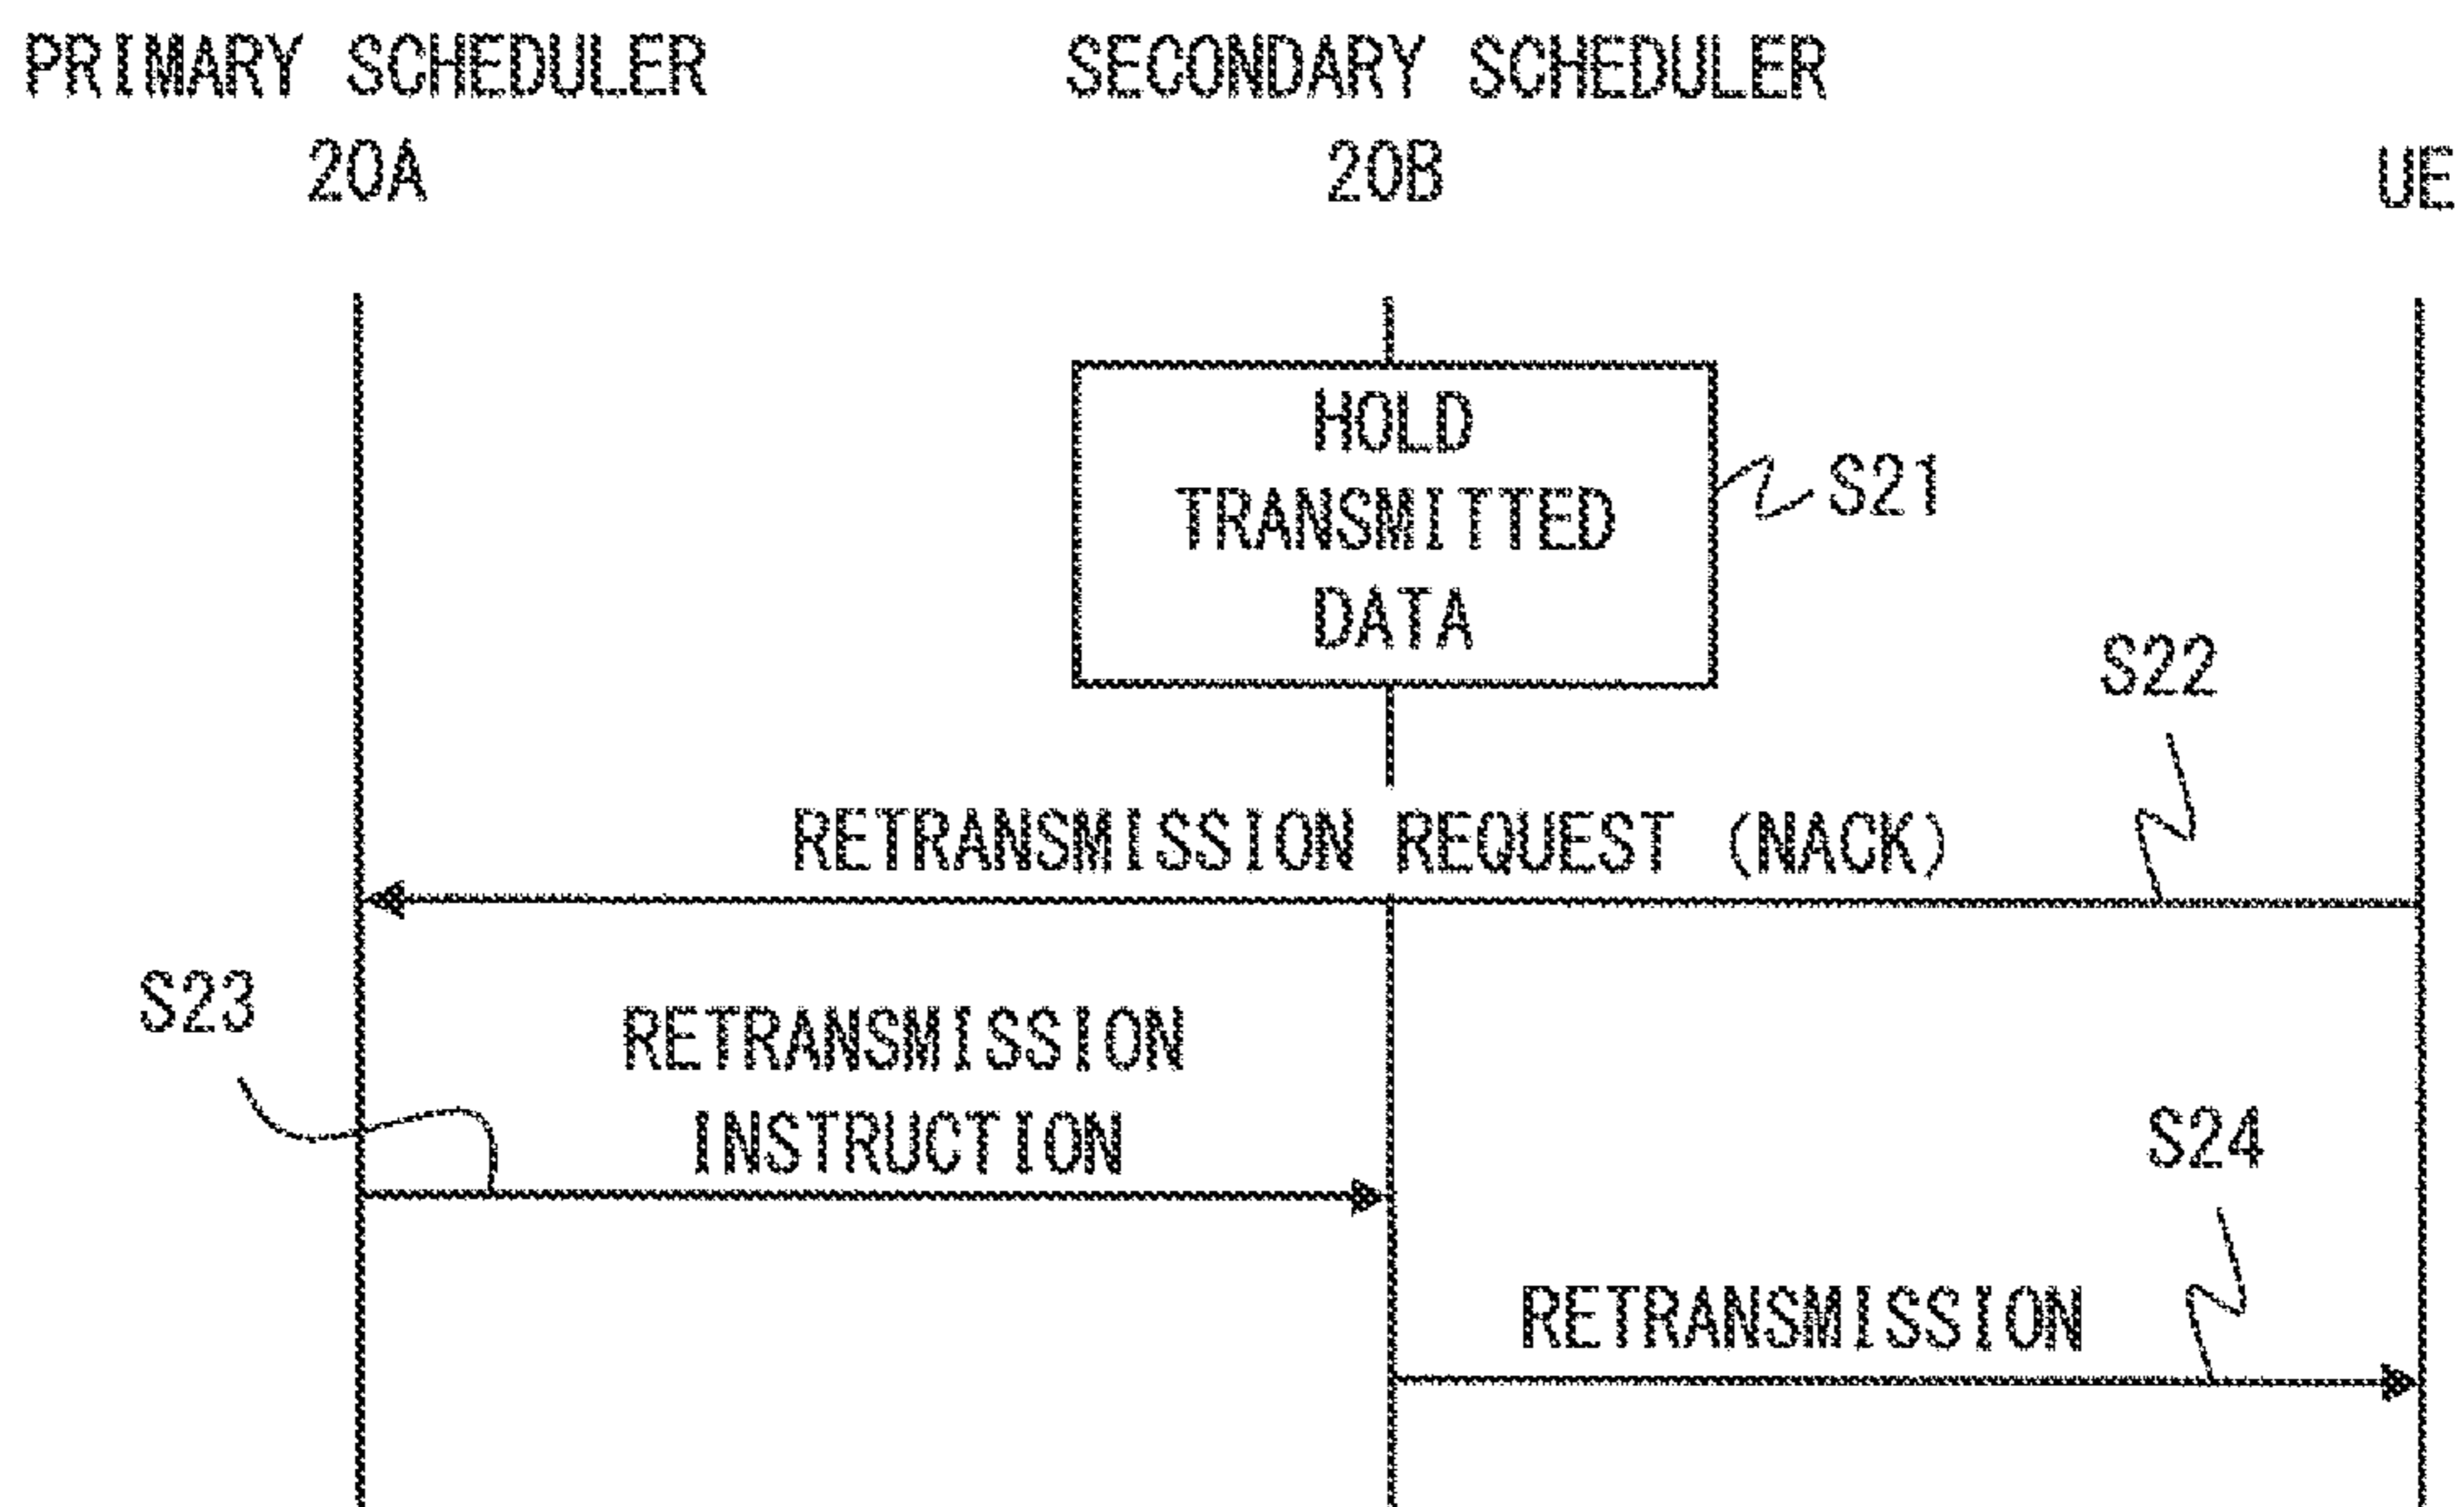 PRIMARY SCHEDULER
20A
SECONDARY SCHEDULER
20B
UE
HOLD
TRANSMITTED
DATA
S21
S22
RETRANSMISSION REQUEST (NACK)
S23
RETRANSMISSION
INSTRUCTION
S24
RETRANSMISSION